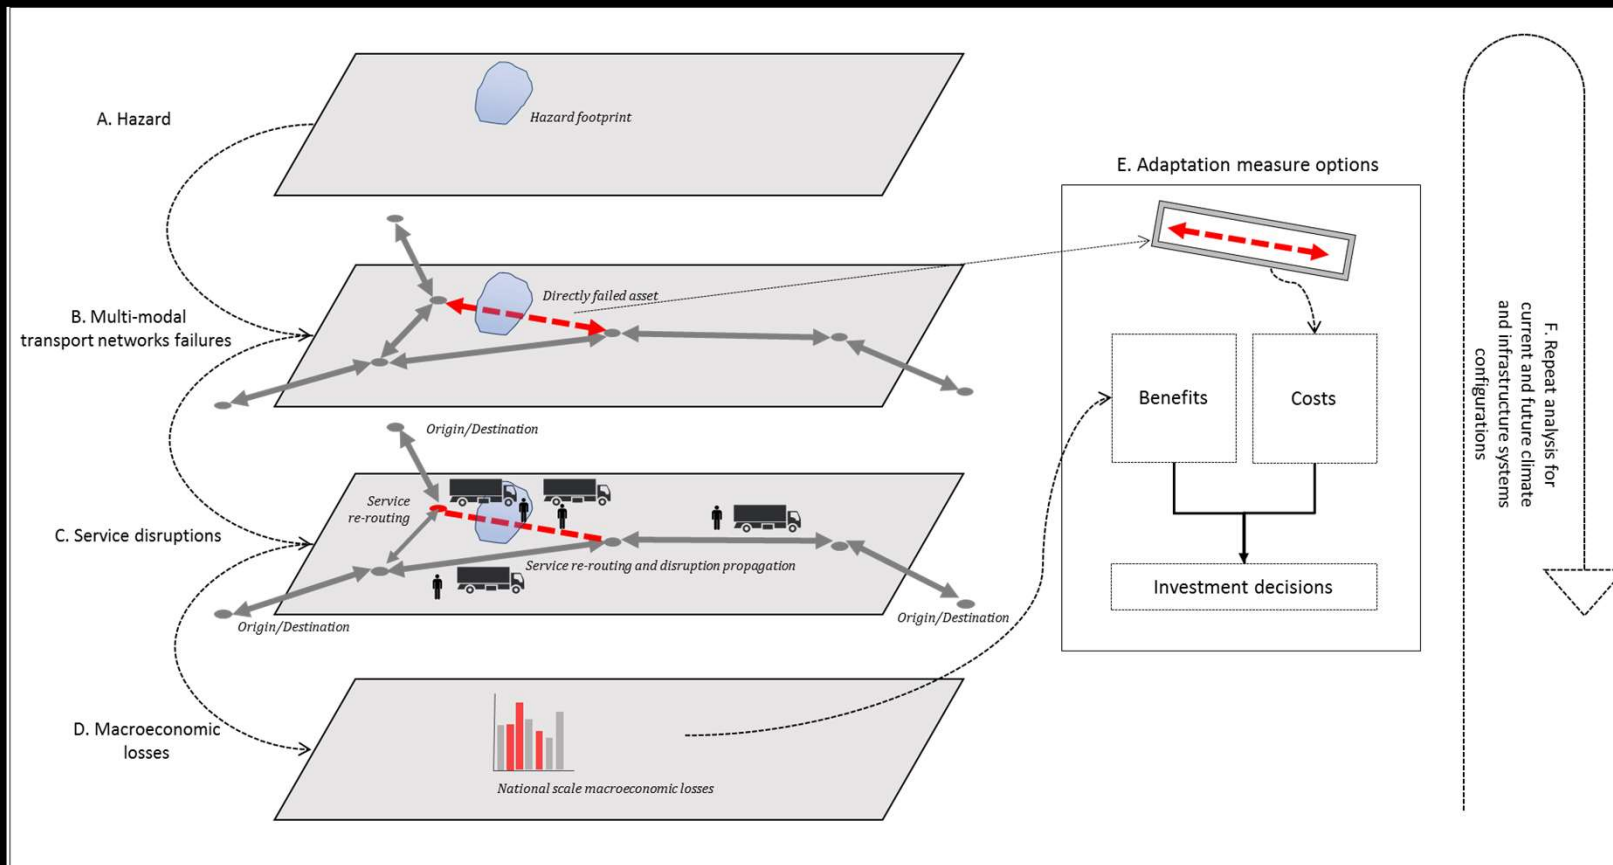 A. Hazard
Hazard footprint
B. Multi-modal
transport networks failures
Directly failed asset
Origin/Destination
C. Service disruptions
Service
re-routing
Service re-routing and disruption propagation
Origin/Destination
Origin/Destination
D. Macroeconomic
losses
National scale macroeconomic losses
E. Adaptation measure options
Benefits
Costs
Investment decisions
F. Repeat analysis for
current and future climate
and infrastructure systems
configurations